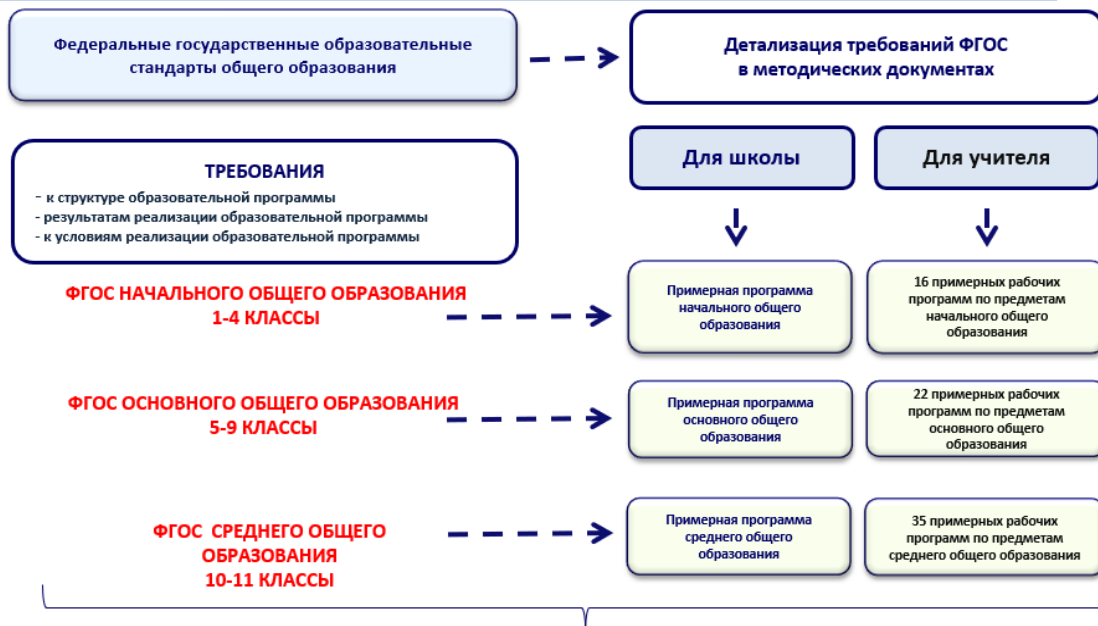 Федеральные государственные образовательные
стандарты общего образования
Детализация требований ФГОС
в методических документах
ТРЕБОВАНИЯ
- к структуре образовательной программы
- результатам реализации образовательной программы
- к условиям реализации образовательной программы
Для школы
Для учителя
ФГОС НАЧАЛЬНОГО ОБЩЕГО ОБРАЗОВАНИЯ
1-4 КЛАССЫ
Примерная программа
начального общего
образования
16 примерных рабочих
программ по предметам
начального общего
образования
ФГОС ОСНОВНОГО ОБЩЕГО ОБРАЗОВАНИЯ
5-9 КЛАССЫ
Примерная программа
основного общего
образования
22 примерных рабочих
программ по предметам
основного общего
образования
ФГОС СРЕДНЕГО ОБЩЕГО
ОБРАЗОВАНИЯ
10-11 КЛАССЫ
Примерная программа
среднего общего
образования
35 примерных рабочих
программ по предметам
среднего общего образования